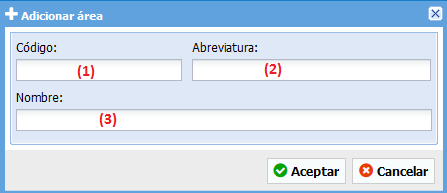 Adicionar área
Código: Abreviatura:
(1) (2)
Nombre:
(3)
Aceptar Cancelar